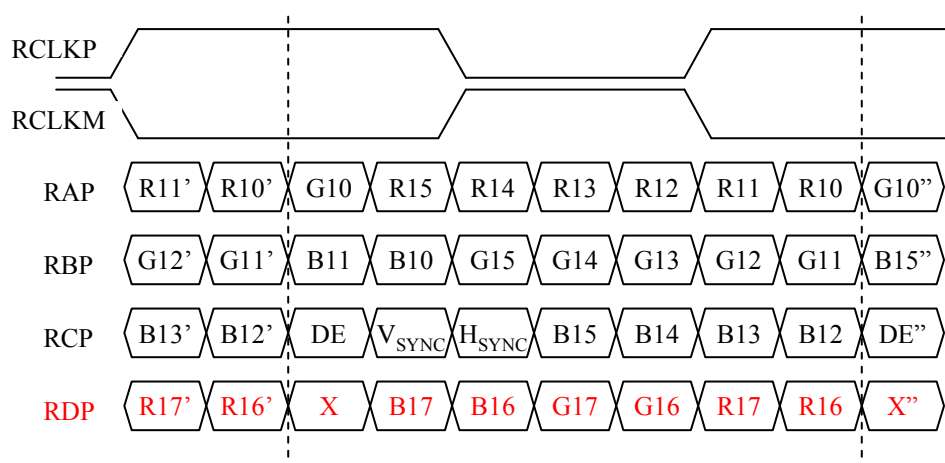 RCLKP
RCLKM
RAP R11’ R10’ G10 R15 R14 R13 R12 R11 R10 G10”
RBP G12’ G11’ B11 B10 G15 G14 G13 G12 G11 B15”
RCP B13’ B12’ DE VSYNC HSYNC B15 B14 B13 B12 DE”
RDP R17’ R16’ X B17 B16 G17 G16 R17 R16 X”